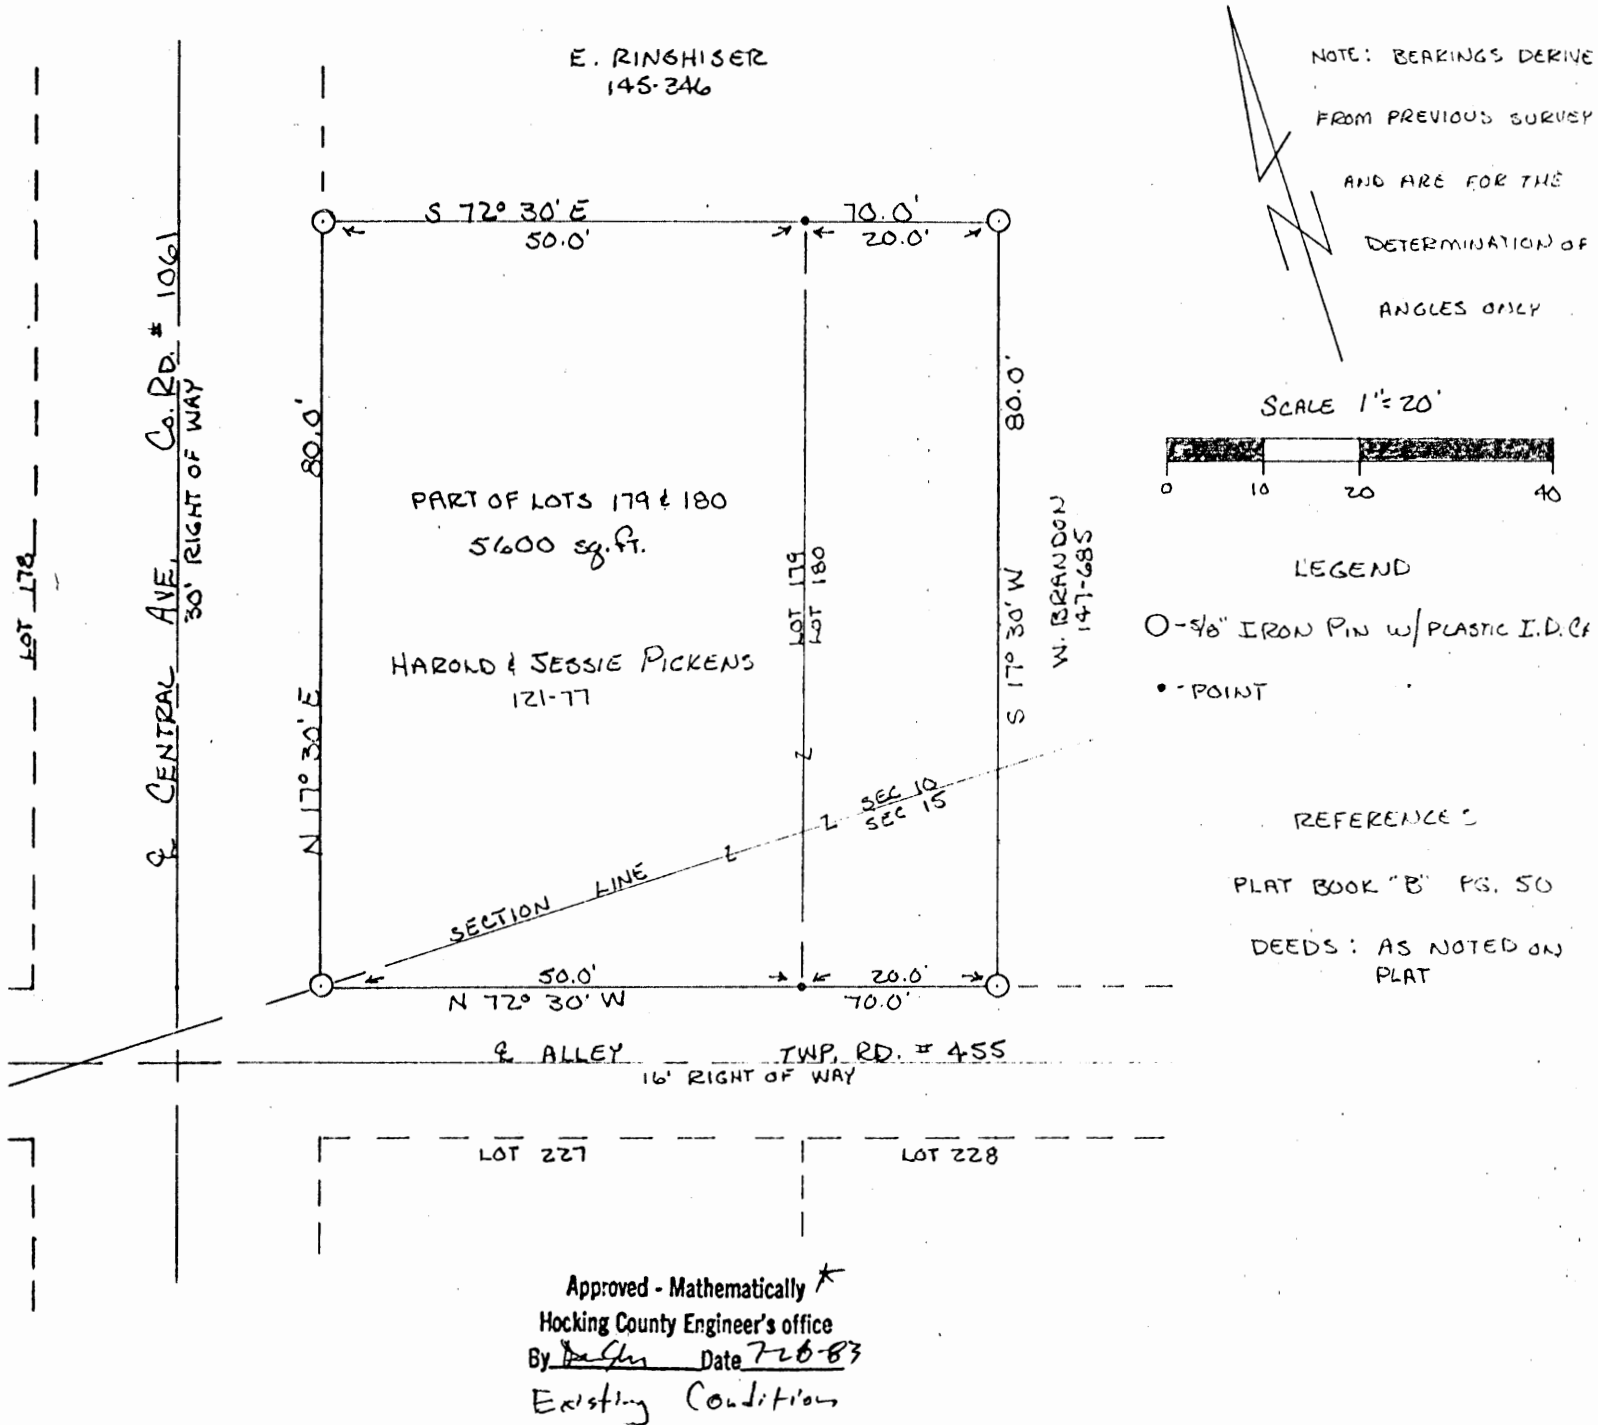 E. RINGHISER
145-246
NOTE: BEARINGS DERIVE
FROM PREVIOUS SURVEY
AND ARE FOR THE
DETERMINATION OF
ANGLES ONLY
S 72° 30' E 70.0'
50.0' 20.0'
LOT 178
℄ CENTRAL AVE. Co. RD. # 1061
30' RIGHT OF WAY
N 17° 30' E 80.0'
PART OF LOTS 179 & 180
5600 sq. ft.
HAROLD & JESSIE PICKENS
121-77
LOT 179
LOT 180
S 17° 30' W 80.0'
W. BRANDON
147-685
SCALE 1"=20'
0 10 20 40
LEGEND
O-5/8" IRON PIN W/PLASTIC I.D. CA
• - POINT
REFERENCE:
PLAT BOOK "B" PG. 50
DEEDS: AS NOTED ON
PLAT
SECTION LINE
SEC 10
SEC 15
50.0' 20.0'
N 72° 30' W 70.0'
℄ ALLEY TWP. RD. # 455
16' RIGHT OF WAY
LOT 227 LOT 228
Approved - Mathematically *
Hocking County Engineer's office
By Date 7-28-83
Existing Condition